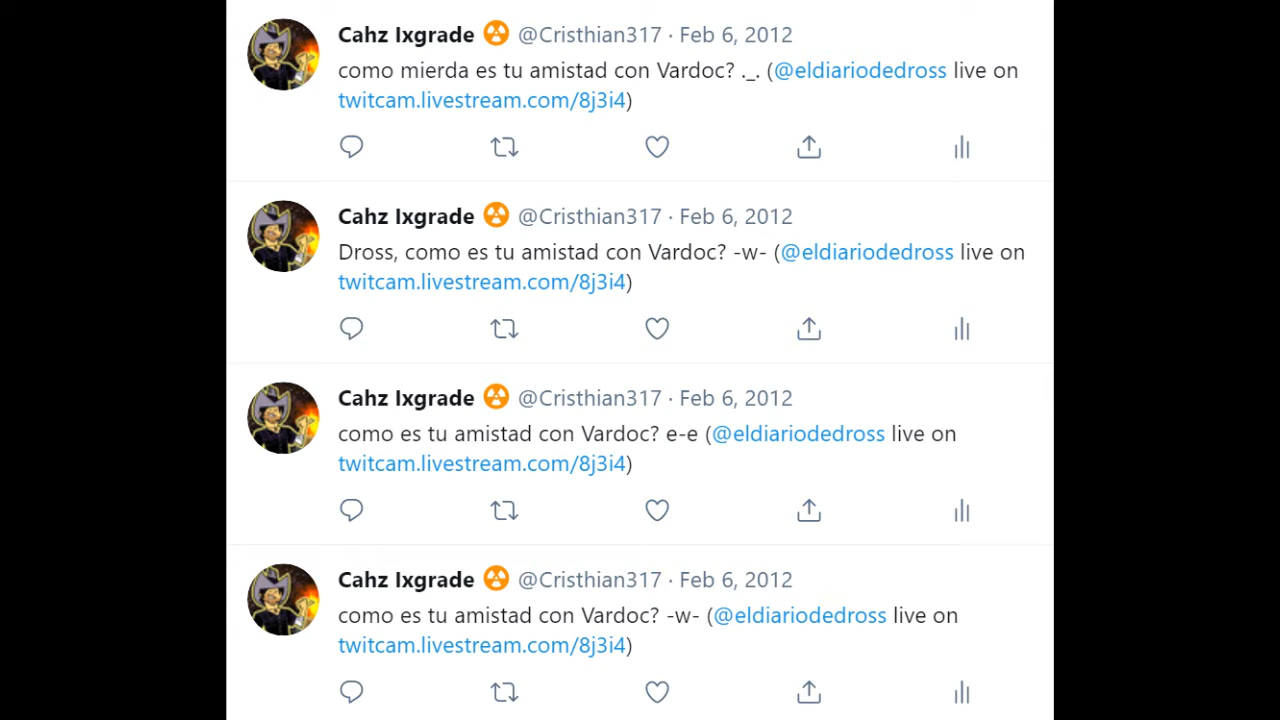 Cahz Ixgrade ☢ @Cristhian317 · Feb 6, 2012
como mierda es tu amistad con Vardoc? ._. (@eldiariodedross live on
twitcam.livestream.com/8j3i4)
Cahz Ixgrade ☢ @Cristhian317 · Feb 6, 2012
Dross, como es tu amistad con Vardoc? -w- (@eldiariodedross live on
twitcam.livestream.com/8j3i4)
Cahz Ixgrade ☢ @Cristhian317 · Feb 6, 2012
como es tu amistad con Vardoc? e-e (@eldiariodedross live on
twitcam.livestream.com/8j3i4)
Cahz Ixgrade ☢ @Cristhian317 · Feb 6, 2012
como es tu amistad con Vardoc? -w- (@eldiariodedross live on
twitcam.livestream.com/8j3i4)